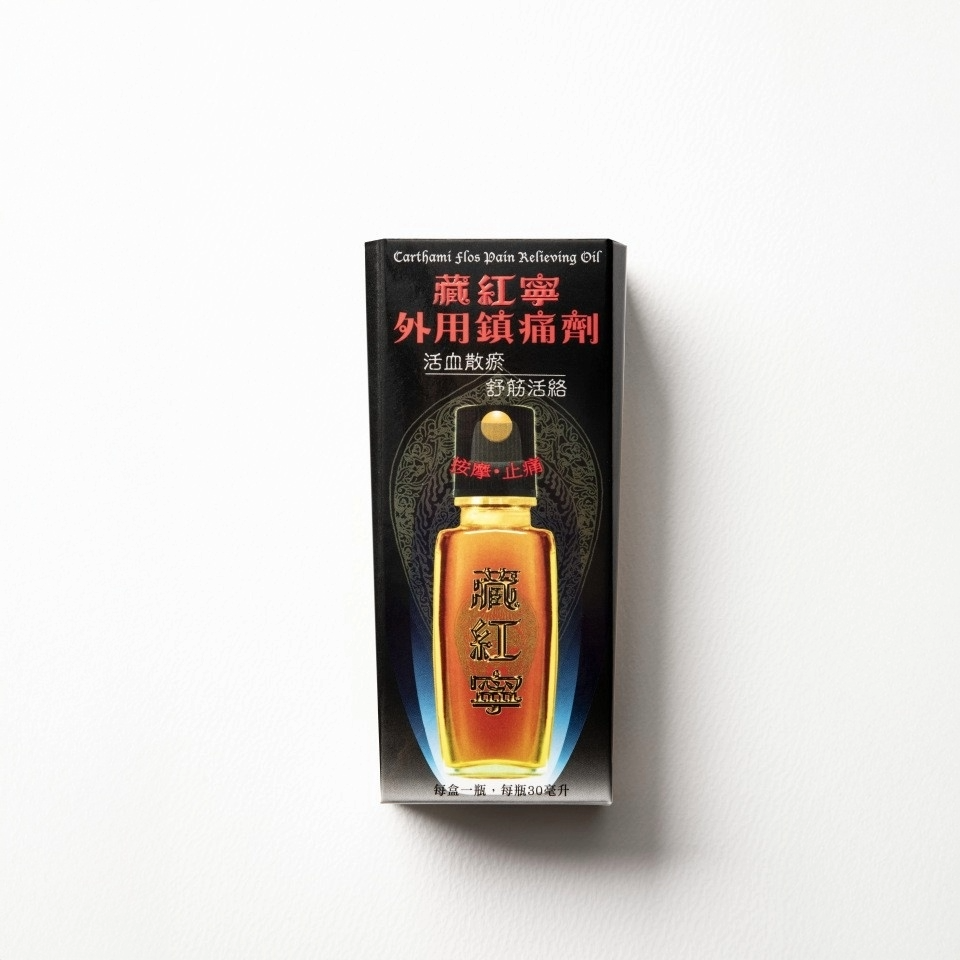 Carthami Flos Pain Relieving Oil
藏紅寧
外用鎮痛劑
活血散瘀
舒筋活絡
按摩·止痛
藏
紅
寧
每盒一瓶，每瓶30毫升